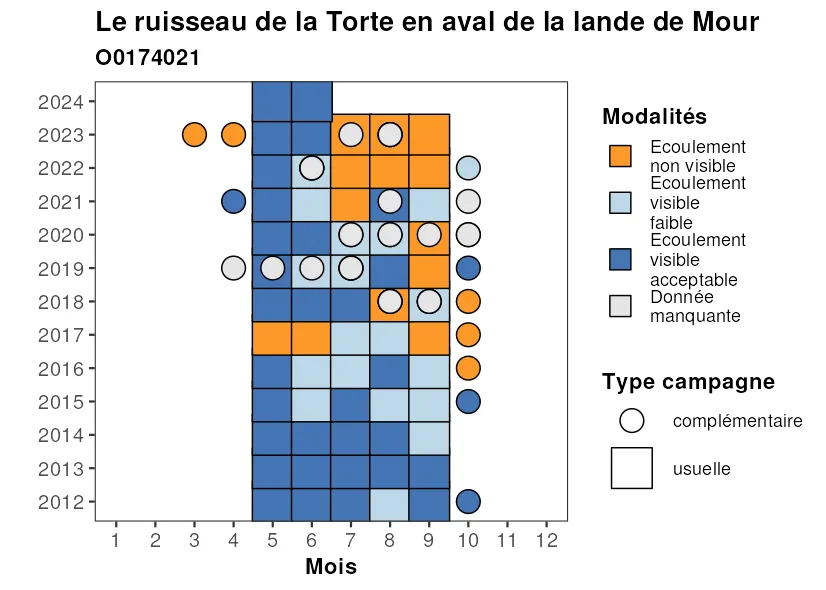 Le ruisseau de la Torte en aval de la lande de Mour
O0174021
2024
2023
2022
2021
2020
2019
2018
2017
2016
2015
2014
2013
2012
1 2 3 4 5 6 7 8 9 10 11 12
Mois
Modalités
Ecoulement
non visible
Ecoulement
visible
faible
Ecoulement
visible
acceptable
Donnée
manquante
Type campagne
complémentaire
usuelle